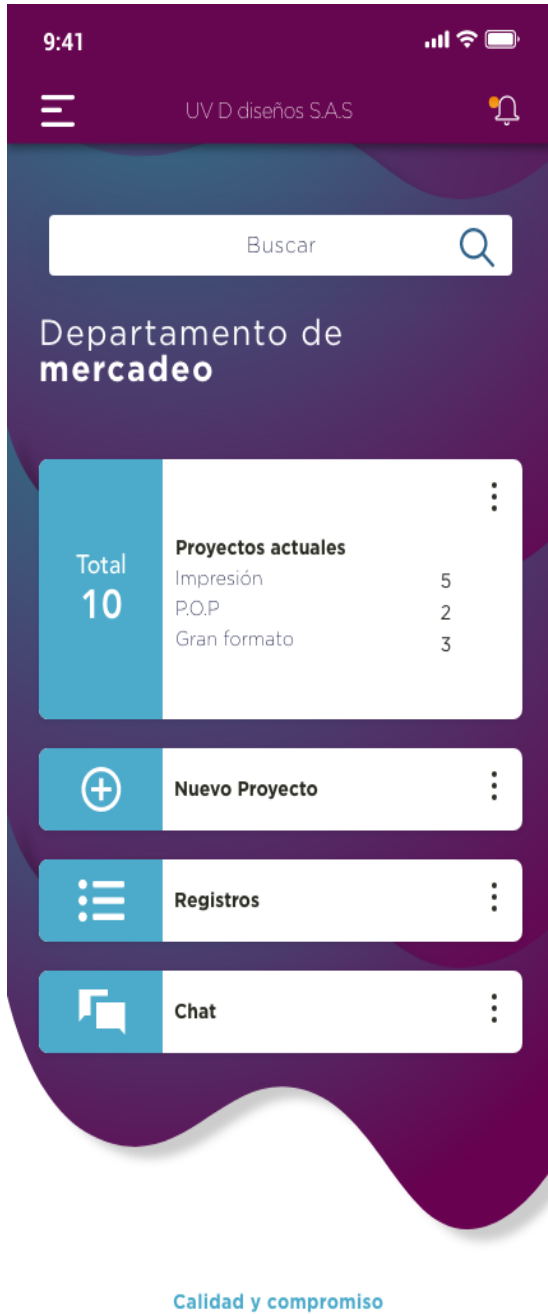 9:41
UV D diseños S.A.S
Buscar
Departamento de
mercadeo
Total
10
Proyectos actuales
Impresión 5
P.O.P 2
Gran formato 3
Nuevo Proyecto
Registros
Chat
Calidad y compromiso